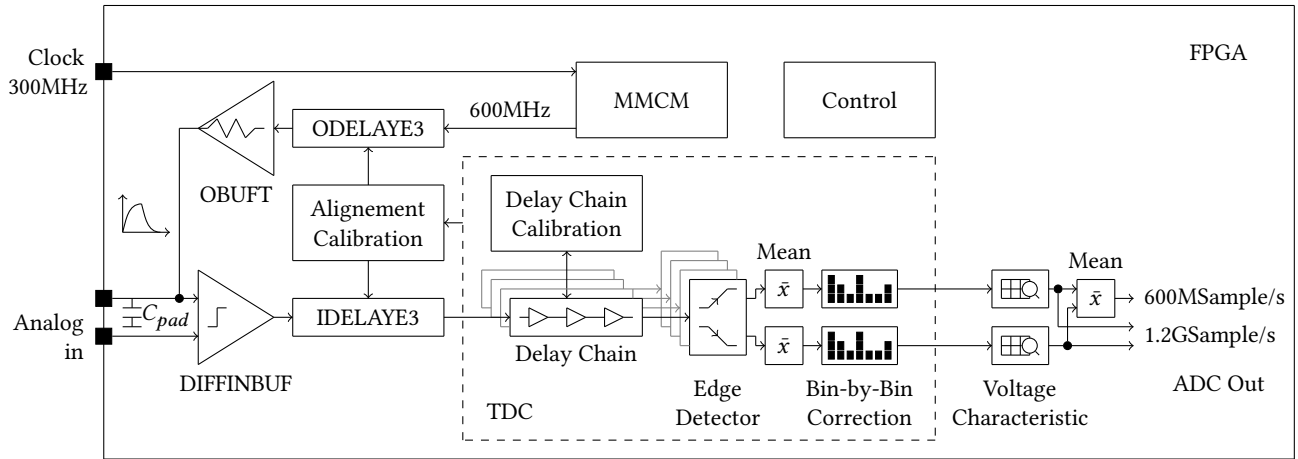 Clock
300MHz
FPGA
MMCM
Control
600MHz
ODELAYE3
OBUFT
Alignement
Calibration
Delay Chain
Calibration
Mean
x̄
Mean
x̄
600MSample/s
Analog
in
C_pad
IDELAYE3
Delay Chain
x̄
1.2GSample/s
DIFFINBUF
TDC
Edge
Detector
Bin-by-Bin
Correction
Voltage
Characteristic
ADC Out